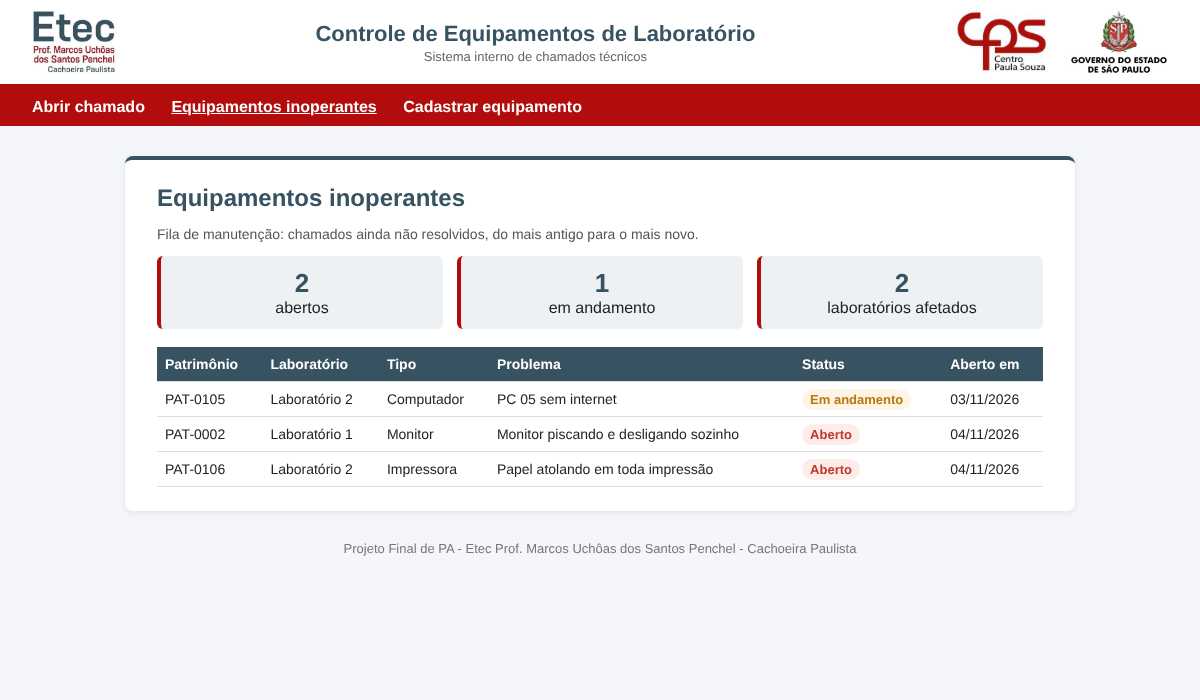 Etec
Prof. Marcos Uchôas
dos Santos Penchel
Cachoeira Paulista
Controle de Equipamentos de Laboratório
Sistema interno de chamados técnicos
CPS
Centro
Paula Souza
GOVERNO DO ESTADO
DE SÃO PAULO
Abrir chamado Equipamentos inoperantes Cadastrar equipamento
Equipamentos inoperantes
Fila de manutenção: chamados ainda não resolvidos, do mais antigo para o mais novo.
2 1 2
abertos em andamento laboratórios afetados
Patrimônio Laboratório Tipo Problema Status Aberto em
PAT-0105 Laboratório 2 Computador PC 05 sem internet Em andamento 03/11/2026
PAT-0002 Laboratório 1 Monitor Monitor piscando e desligando sozinho Aberto 04/11/2026
PAT-0106 Laboratório 2 Impressora Papel atolando em toda impressão Aberto 04/11/2026
Projeto Final de PA - Etec Prof. Marcos Uchôas dos Santos Penchel - Cachoeira Paulista